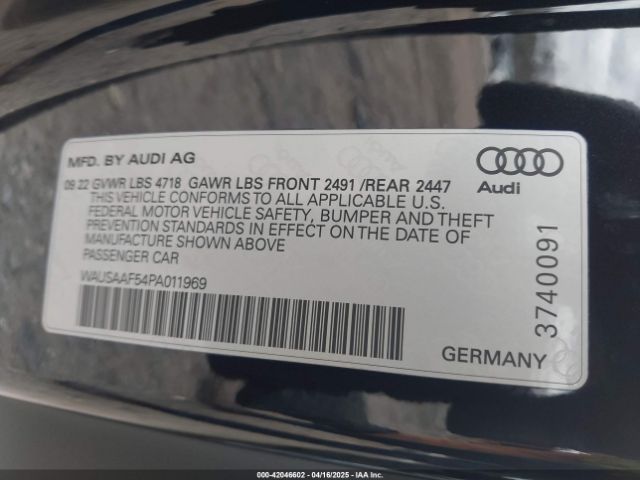 MFD. BY AUDI AG
09 22 GVWR LBS 4718 GAWR LBS FRONT 2491 /REAR 2447
THIS VEHICLE CONFORMS TO ALL APPLICABLE U.S.
FEDERAL MOTOR VEHICLE SAFETY, BUMPER AND THEFT
PREVENTION STANDARDS IN EFFECT ON THE DATE OF
MANUFACTURE SHOWN ABOVE
PASSENGER CAR
WAUSAAF54PA011969
Audi
3740091
GERMANY
000-42046602 - 04/16/2025 - IAAI.COM